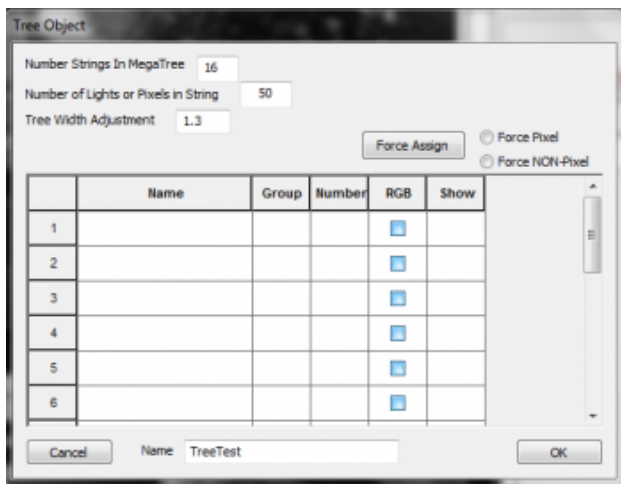 Tree Object
Number Strings In MegaTree 16
Number of Lights or Pixels in String 50
Tree Width Adjustment 1.3
Force Assign
Force Pixel
Force NON-Pixel
Name Group Number RGB Show
1
2
3
4
5
6
Cancel Name TreeTest OK